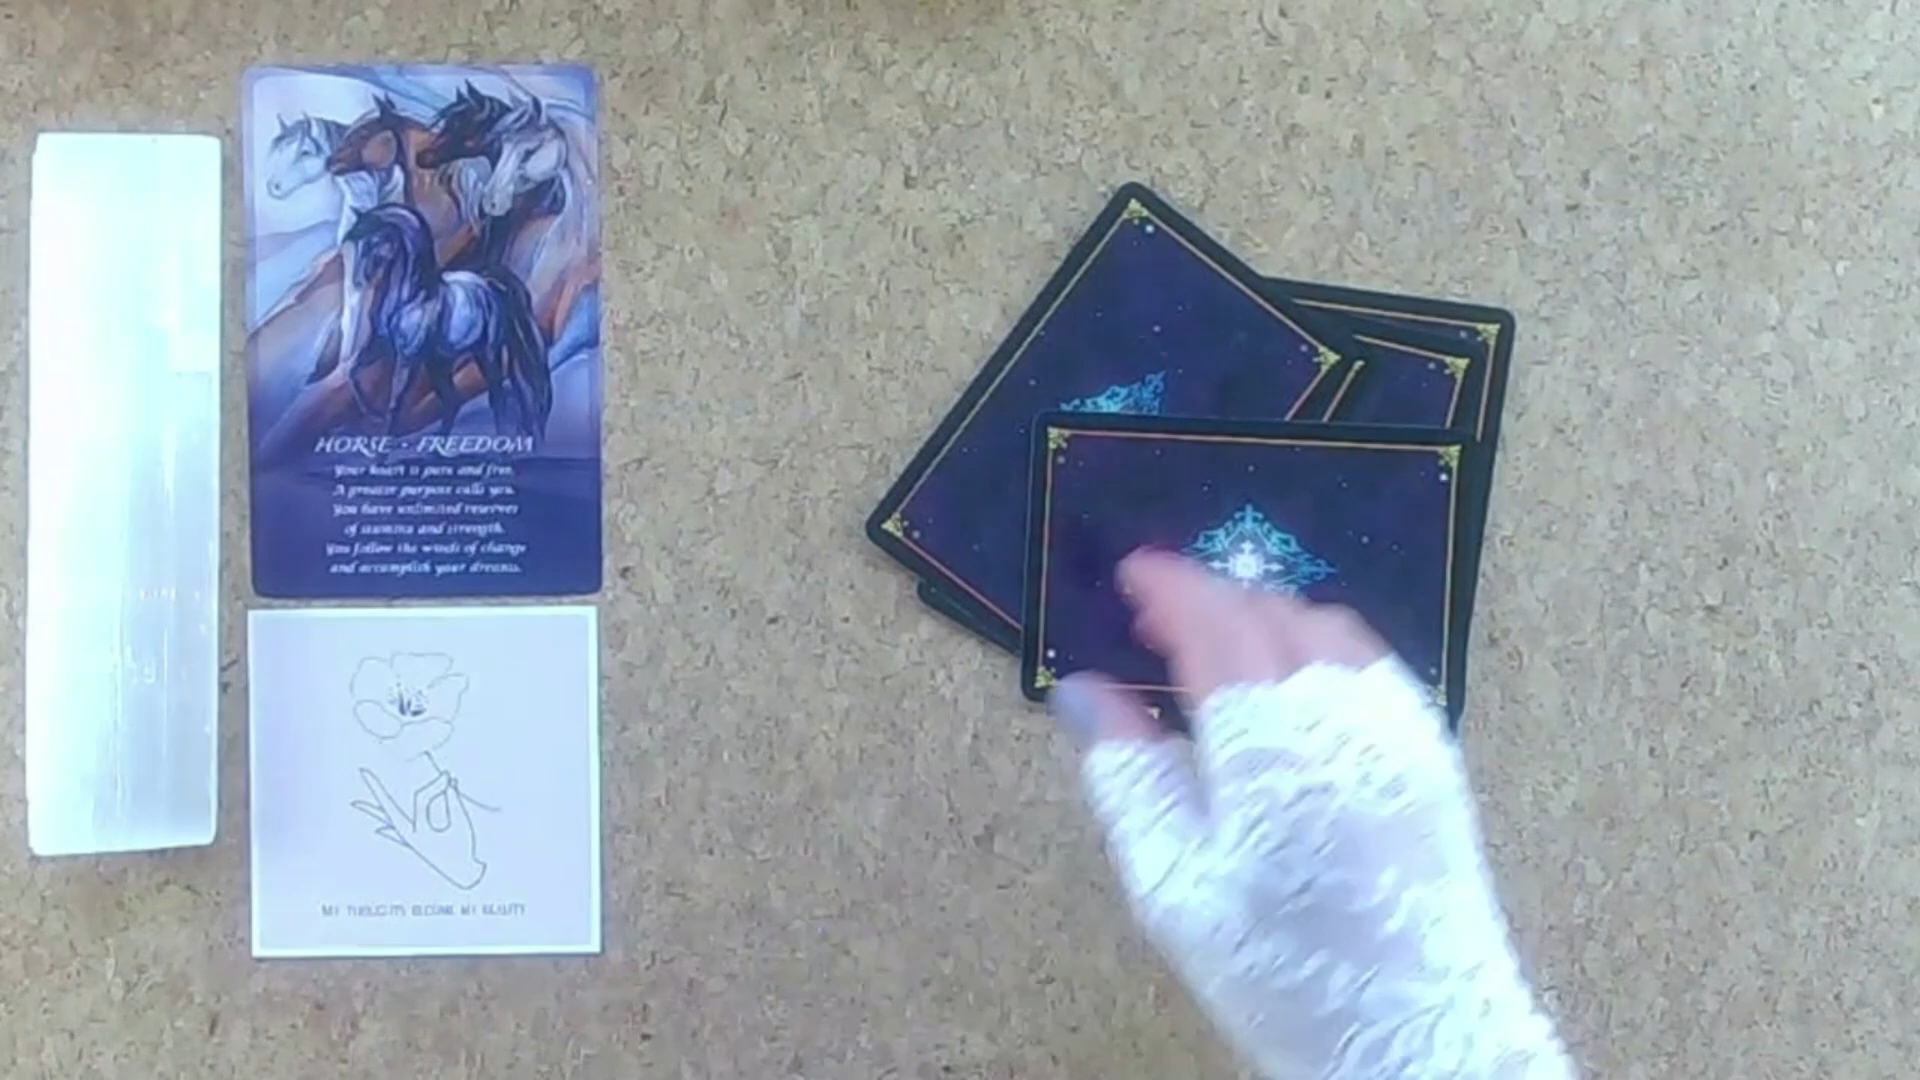 HORSE • FREEDOM
Your heart is pure and free.
A greater purpose calls you.
You have unlimited reserves
of stamina and strength.
You follow the winds of change
and accomplish your dreams.
MY THOUGHTS BECOME MY REALITY